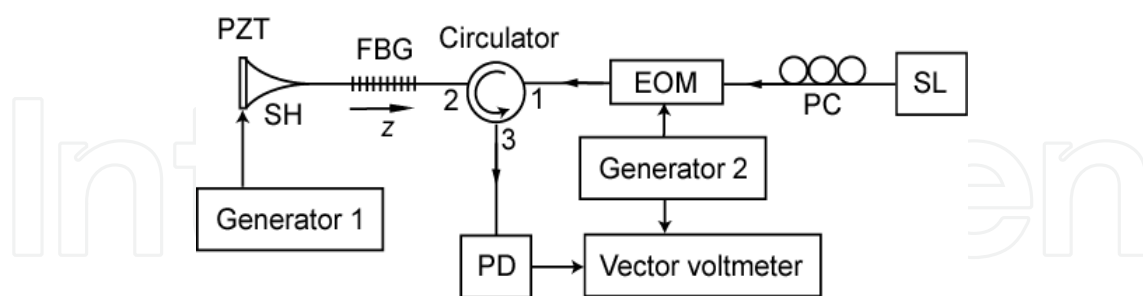 PZT
FBG
Circulator
SH
z
2
1
3
EOM
PC
SL
Generator 1
Generator 2
PD
Vector voltmeter